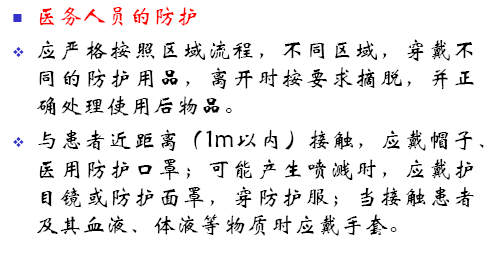 医务人员的防护
应严格按照区域流程，不同区域，穿戴不
同的防护用品，离开时按要求摘脱，并正
确处理使用后物品。
与患者近距离（1m以内）接触，应戴帽子、
医用防护口罩；可能产生喷溅时，应戴护
目镜或防护面罩，穿防护服；当接触患者
及其血液、体液等物质时应戴手套。